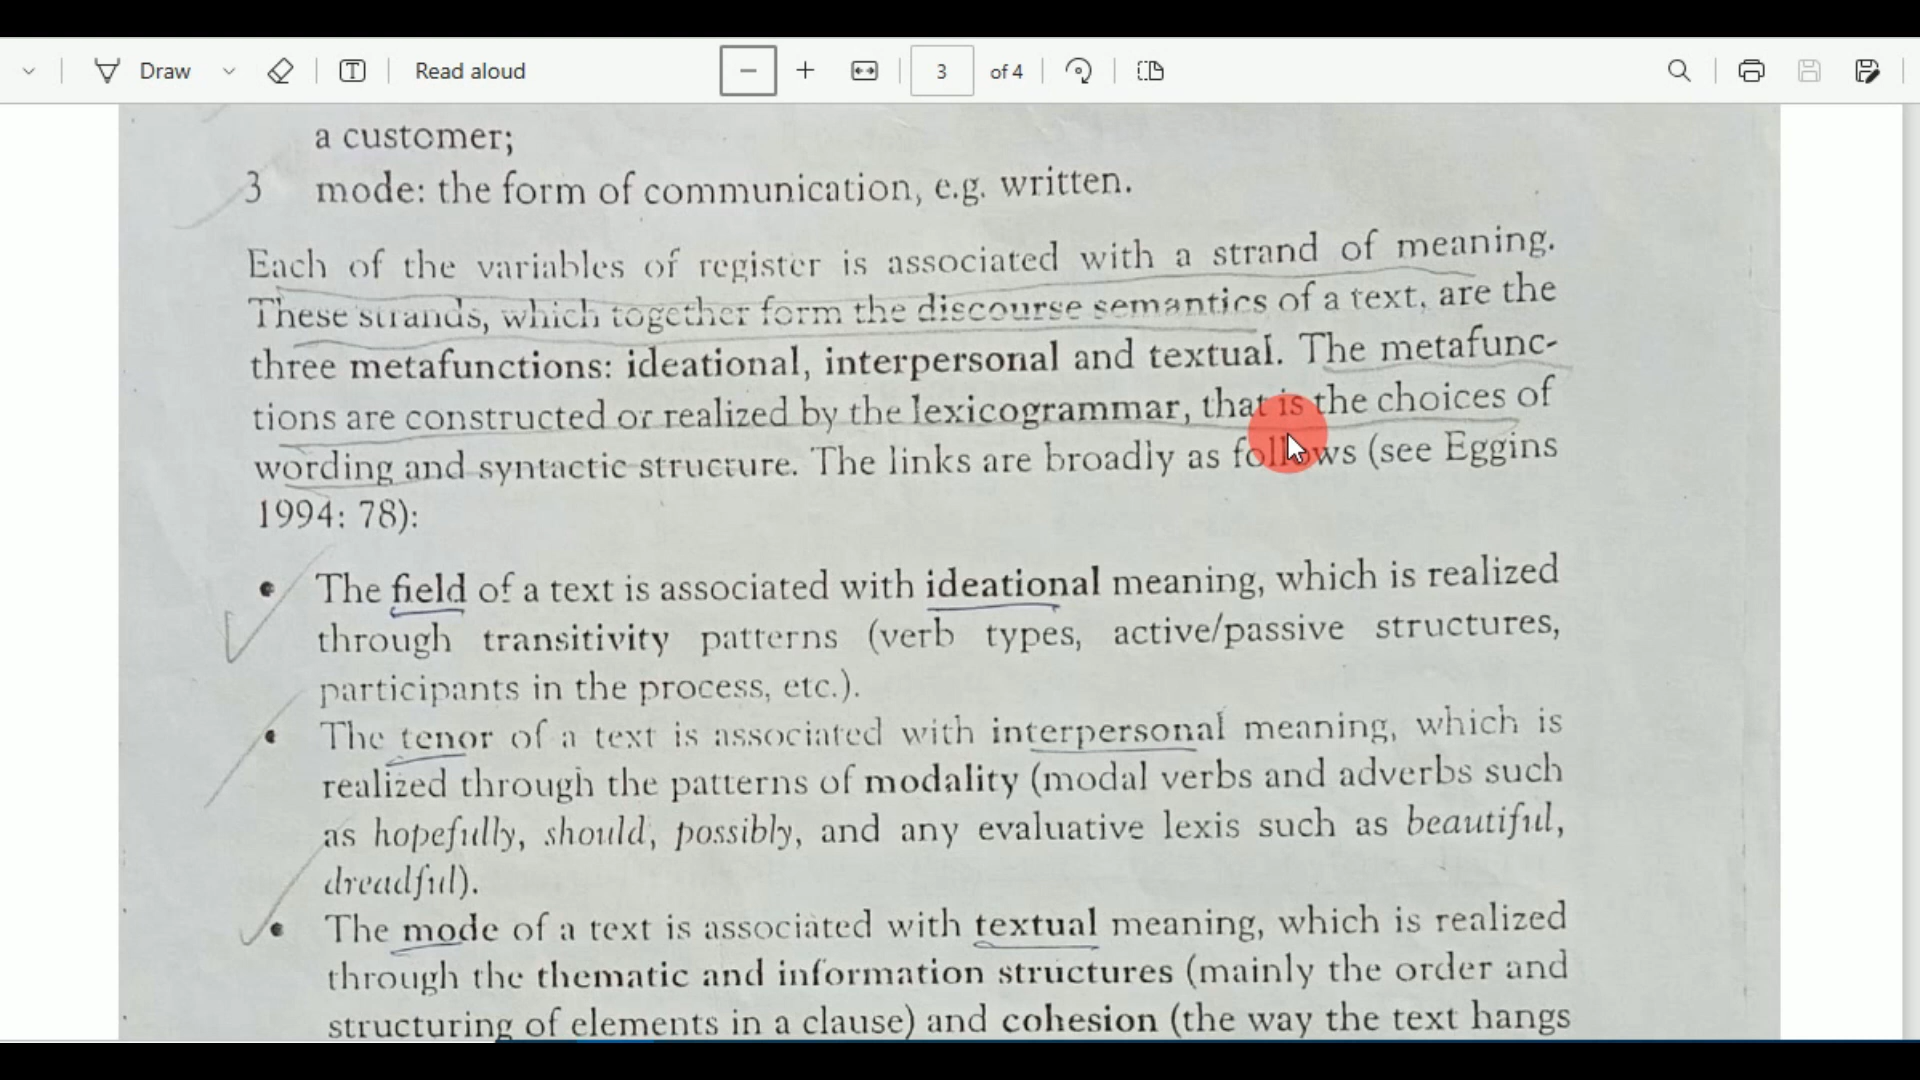 Draw
Read aloud
3 of 4
a customer;
3 mode: the form of communication, e.g. written.
Each of the variables of register is associated with a strand of meaning.
These strands, which together form the discourse semantics of a text, are the
three metafunctions: ideational, interpersonal and textual. The metafunc-
tions are constructed or realized by the lexicogrammar, that is the choices of
wording and syntactic structure. The links are broadly as follows (see Eggins
1994: 78):
• The field of a text is associated with ideational meaning, which is realized
through transitivity patterns (verb types, active/passive structures,
participants in the process, etc.).
• The tenor of a text is associated with interpersonal meaning, which is
realized through the patterns of modality (modal verbs and adverbs such
as hopefully, should, possibly, and any evaluative lexis such as beautiful,
dreadful).
• The mode of a text is associated with textual meaning, which is realized
through the thematic and information structures (mainly the order and
structuring of elements in a clause) and cohesion (the way the text hangs